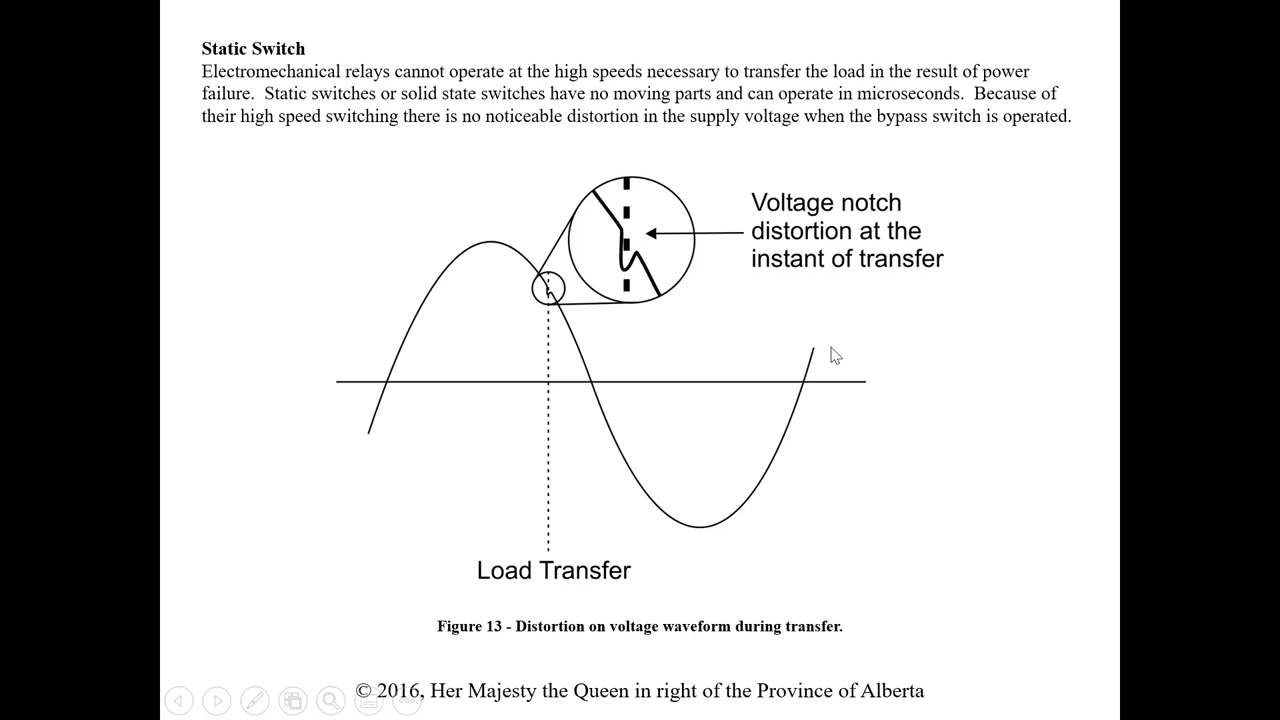 Static Switch
Electromechanical relays cannot operate at the high speeds necessary to transfer the load in the result of power
failure.  Static switches or solid state switches have no moving parts and can operate in microseconds.  Because of
their high speed switching there is no noticeable distortion in the supply voltage when the bypass switch is operated.
Voltage notch
distortion at the
instant of transfer
Load Transfer
Figure 13 - Distortion on voltage waveform during transfer.
© 2016, Her Majesty the Queen in right of the Province of Alberta